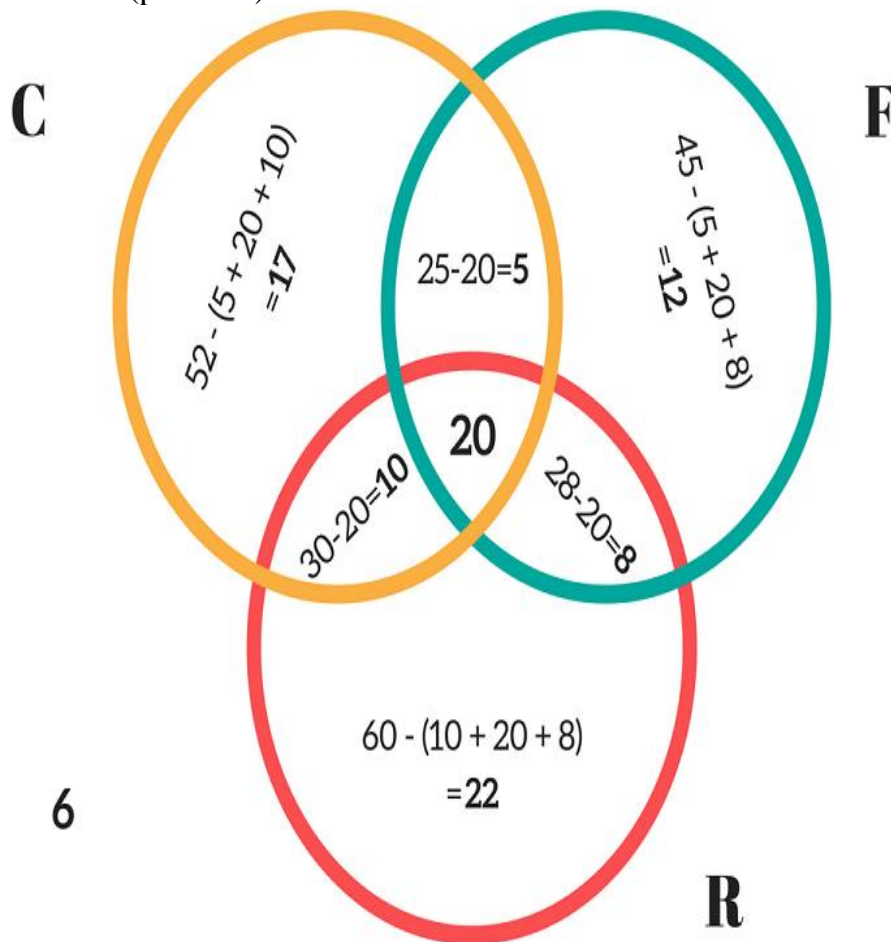 C
F
52 - (5 + 20 + 10)
=17
25-20=5
45 - (5 + 20 + 8)
=12
20
30-20=10
28-20=8
60 - (10 + 20 + 8)
=22
6
R